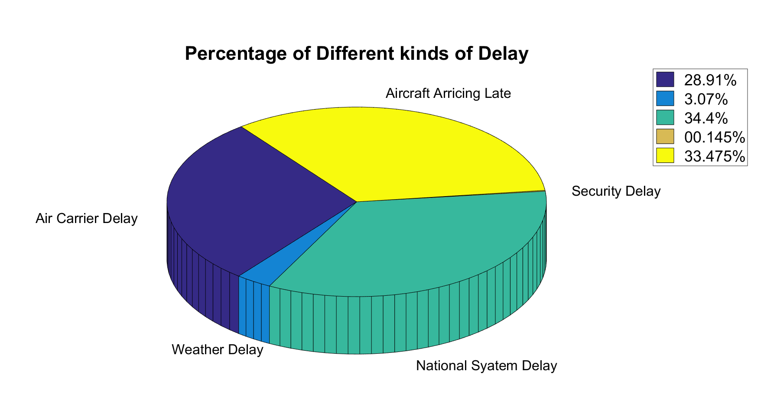 Percentage of Different kinds of Delay
Aircraft Arricing Late
28.91%
3.07%
34.4%
00.145%
33.475%
Security Delay
Air Carrier Delay
Weather Delay
National Syatem Delay